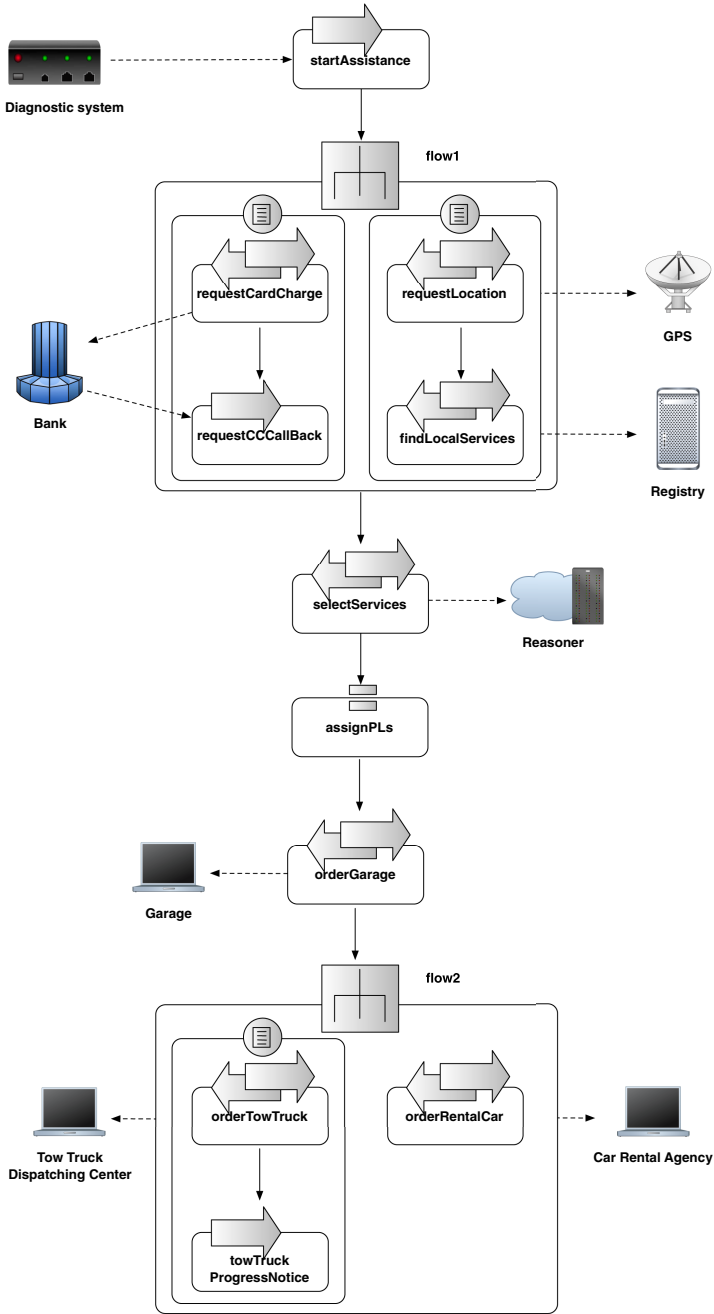 startAssistance
Diagnostic system
flow1
requestCardCharge
requestLocation
GPS
Bank
requestCCCallBack
findLocalServices
Registry
selectServices
Reasoner
assignPLs
orderGarage
Garage
flow2
orderTowTruck
orderRentalCar
Tow Truck
Dispatching Center
Car Rental Agency
towTruck
ProgressNotice